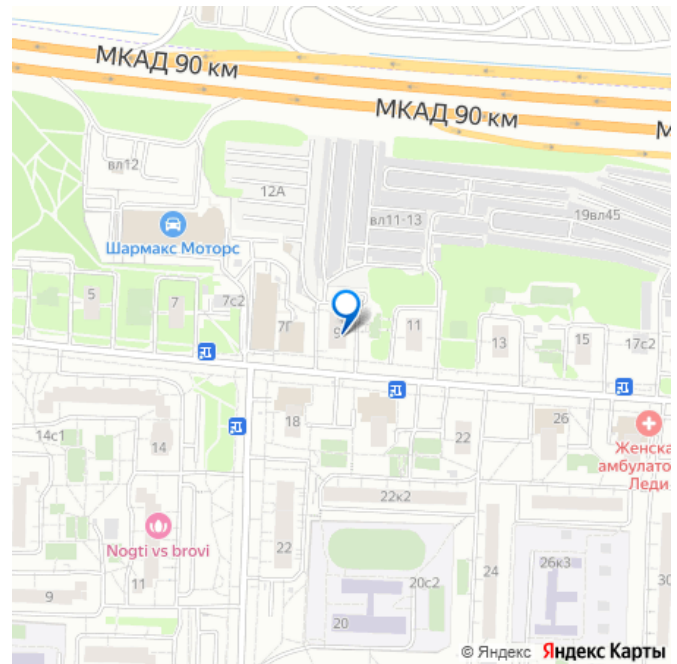 МКАД 90 км
МКАД 90 км
М
вл12
12А
19вл45
вл11-13
Шармакс Моторс
5
7
7с2
7Г
9
11
13
15
17с2
14с1
14
18
26
22
Женска
амбулато
Леди
22к2
Nogti vs brovi
22
11
9
20с2
20
24
26к3
30
© Яндекс Яндекс Карты